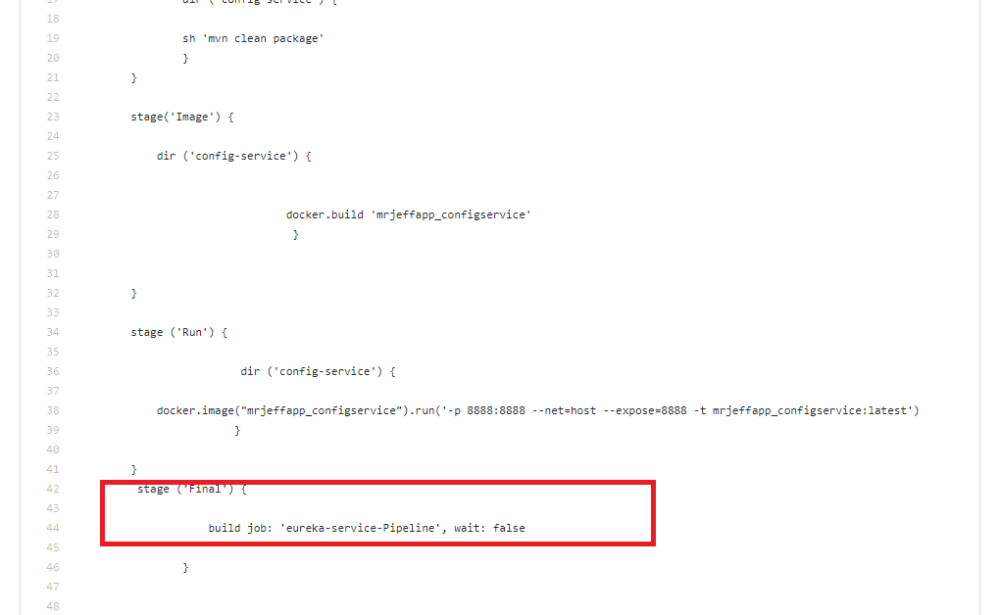 17 dir ('config-service') {
18
19 sh 'mvn clean package'
20 }
21 }
22
23 stage('Image') {
24
25 dir ('config-service') {
26
27
28 docker.build 'mrjeffapp_configservice'
29 }
30
31
32 }
33
34 stage ('Run') {
35
36 dir ('config-service') {
37
38 docker.image("mrjeffapp_configservice").run('-p 8888:8888 --net=host --expose=8888 -t mrjeffapp_configservice:latest')
39 }
40
41 }
42 stage ('Final') {
43
44 build job: 'eureka-service-Pipeline', wait: false
45
46 }
47
48